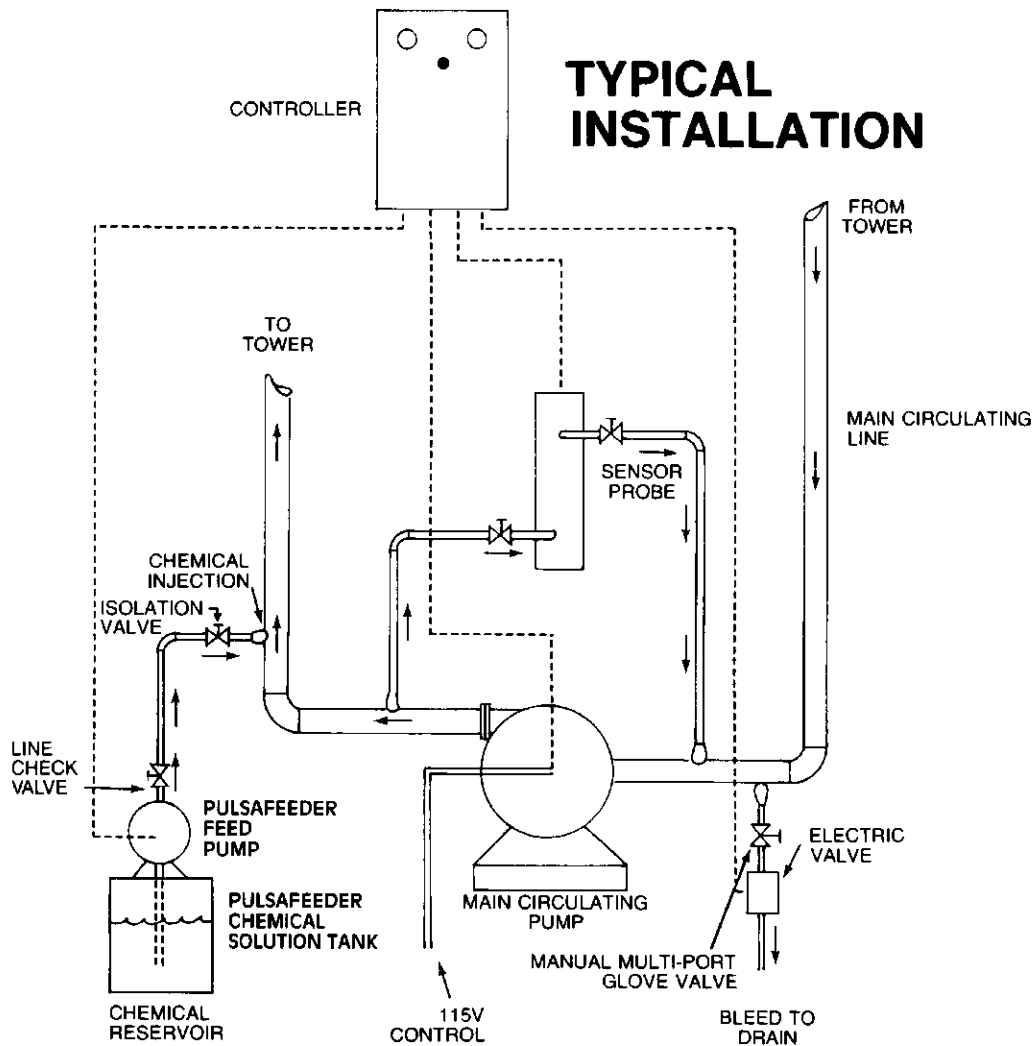 TYPICAL
INSTALLATION
CONTROLLER
FROM
TOWER
TO
TOWER
MAIN CIRCULATING
LINE
SENSOR
PROBE
CHEMICAL
INJECTION
ISOLATION
VALVE
LINE
CHECK
VALVE
PULSAFEEDER
FEED
PUMP
ELECTRIC
VALVE
PULSAFEEDER
CHEMICAL
SOLUTION TANK
MAIN CIRCULATING
PUMP
MANUAL MULTI-PORT
GLOVE VALVE
CHEMICAL
RESERVOIR
115V
CONTROL
BLEED TO
DRAIN